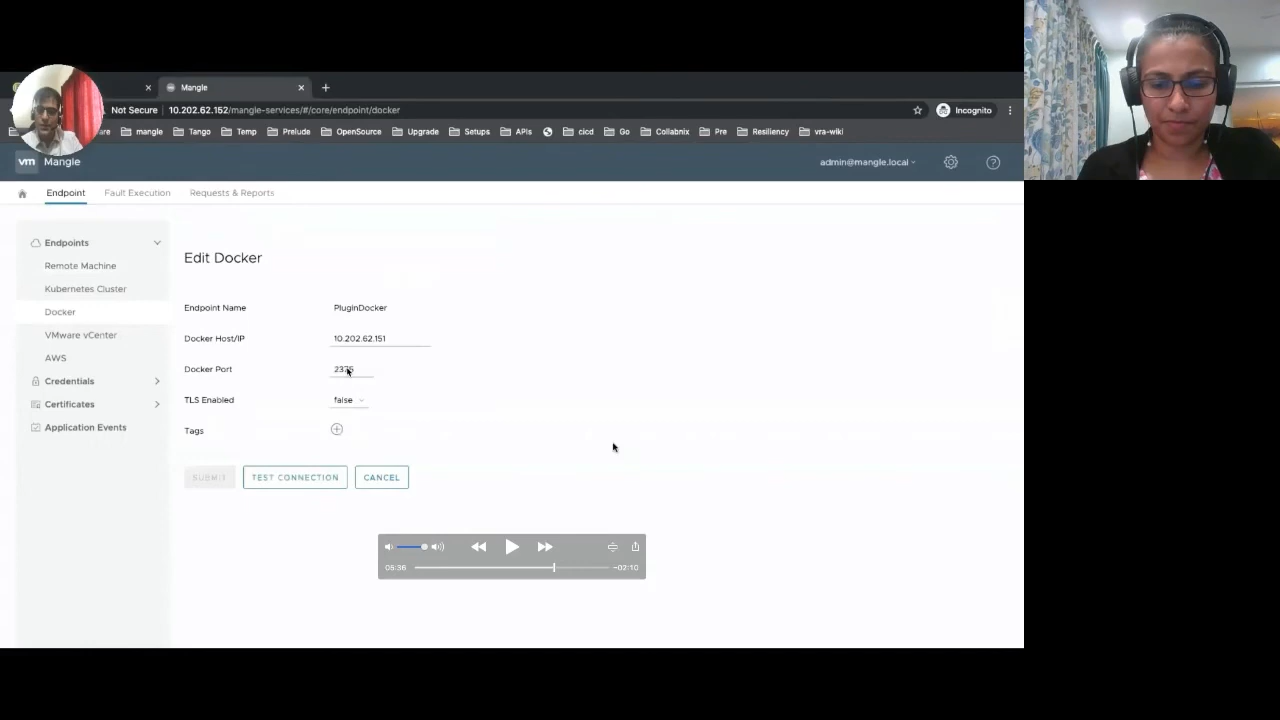 Mangle
Not Secure 10.202.62.152/mangle-services/#/core/endpoint/docker Incognito
mangle Tango Temp Prelude OpenSource Upgrade Setups APIs cicd Go Collabnix Pre Resiliency vra-wiki
vm Mangle admin@mangle.local
Endpoint Fault Execution Requests & Reports
Endpoints
Remote Machine
Kubernetes Cluster
Docker
VMware vCenter
AWS
Credentials
Certificates
Application Events
Edit Docker
Endpoint Name PluginDocker
Docker Host/IP 10.202.62.151
Docker Port
TLS Enabled false
Tags
SUBMIT TEST CONNECTION CANCEL
05:36 -02:10